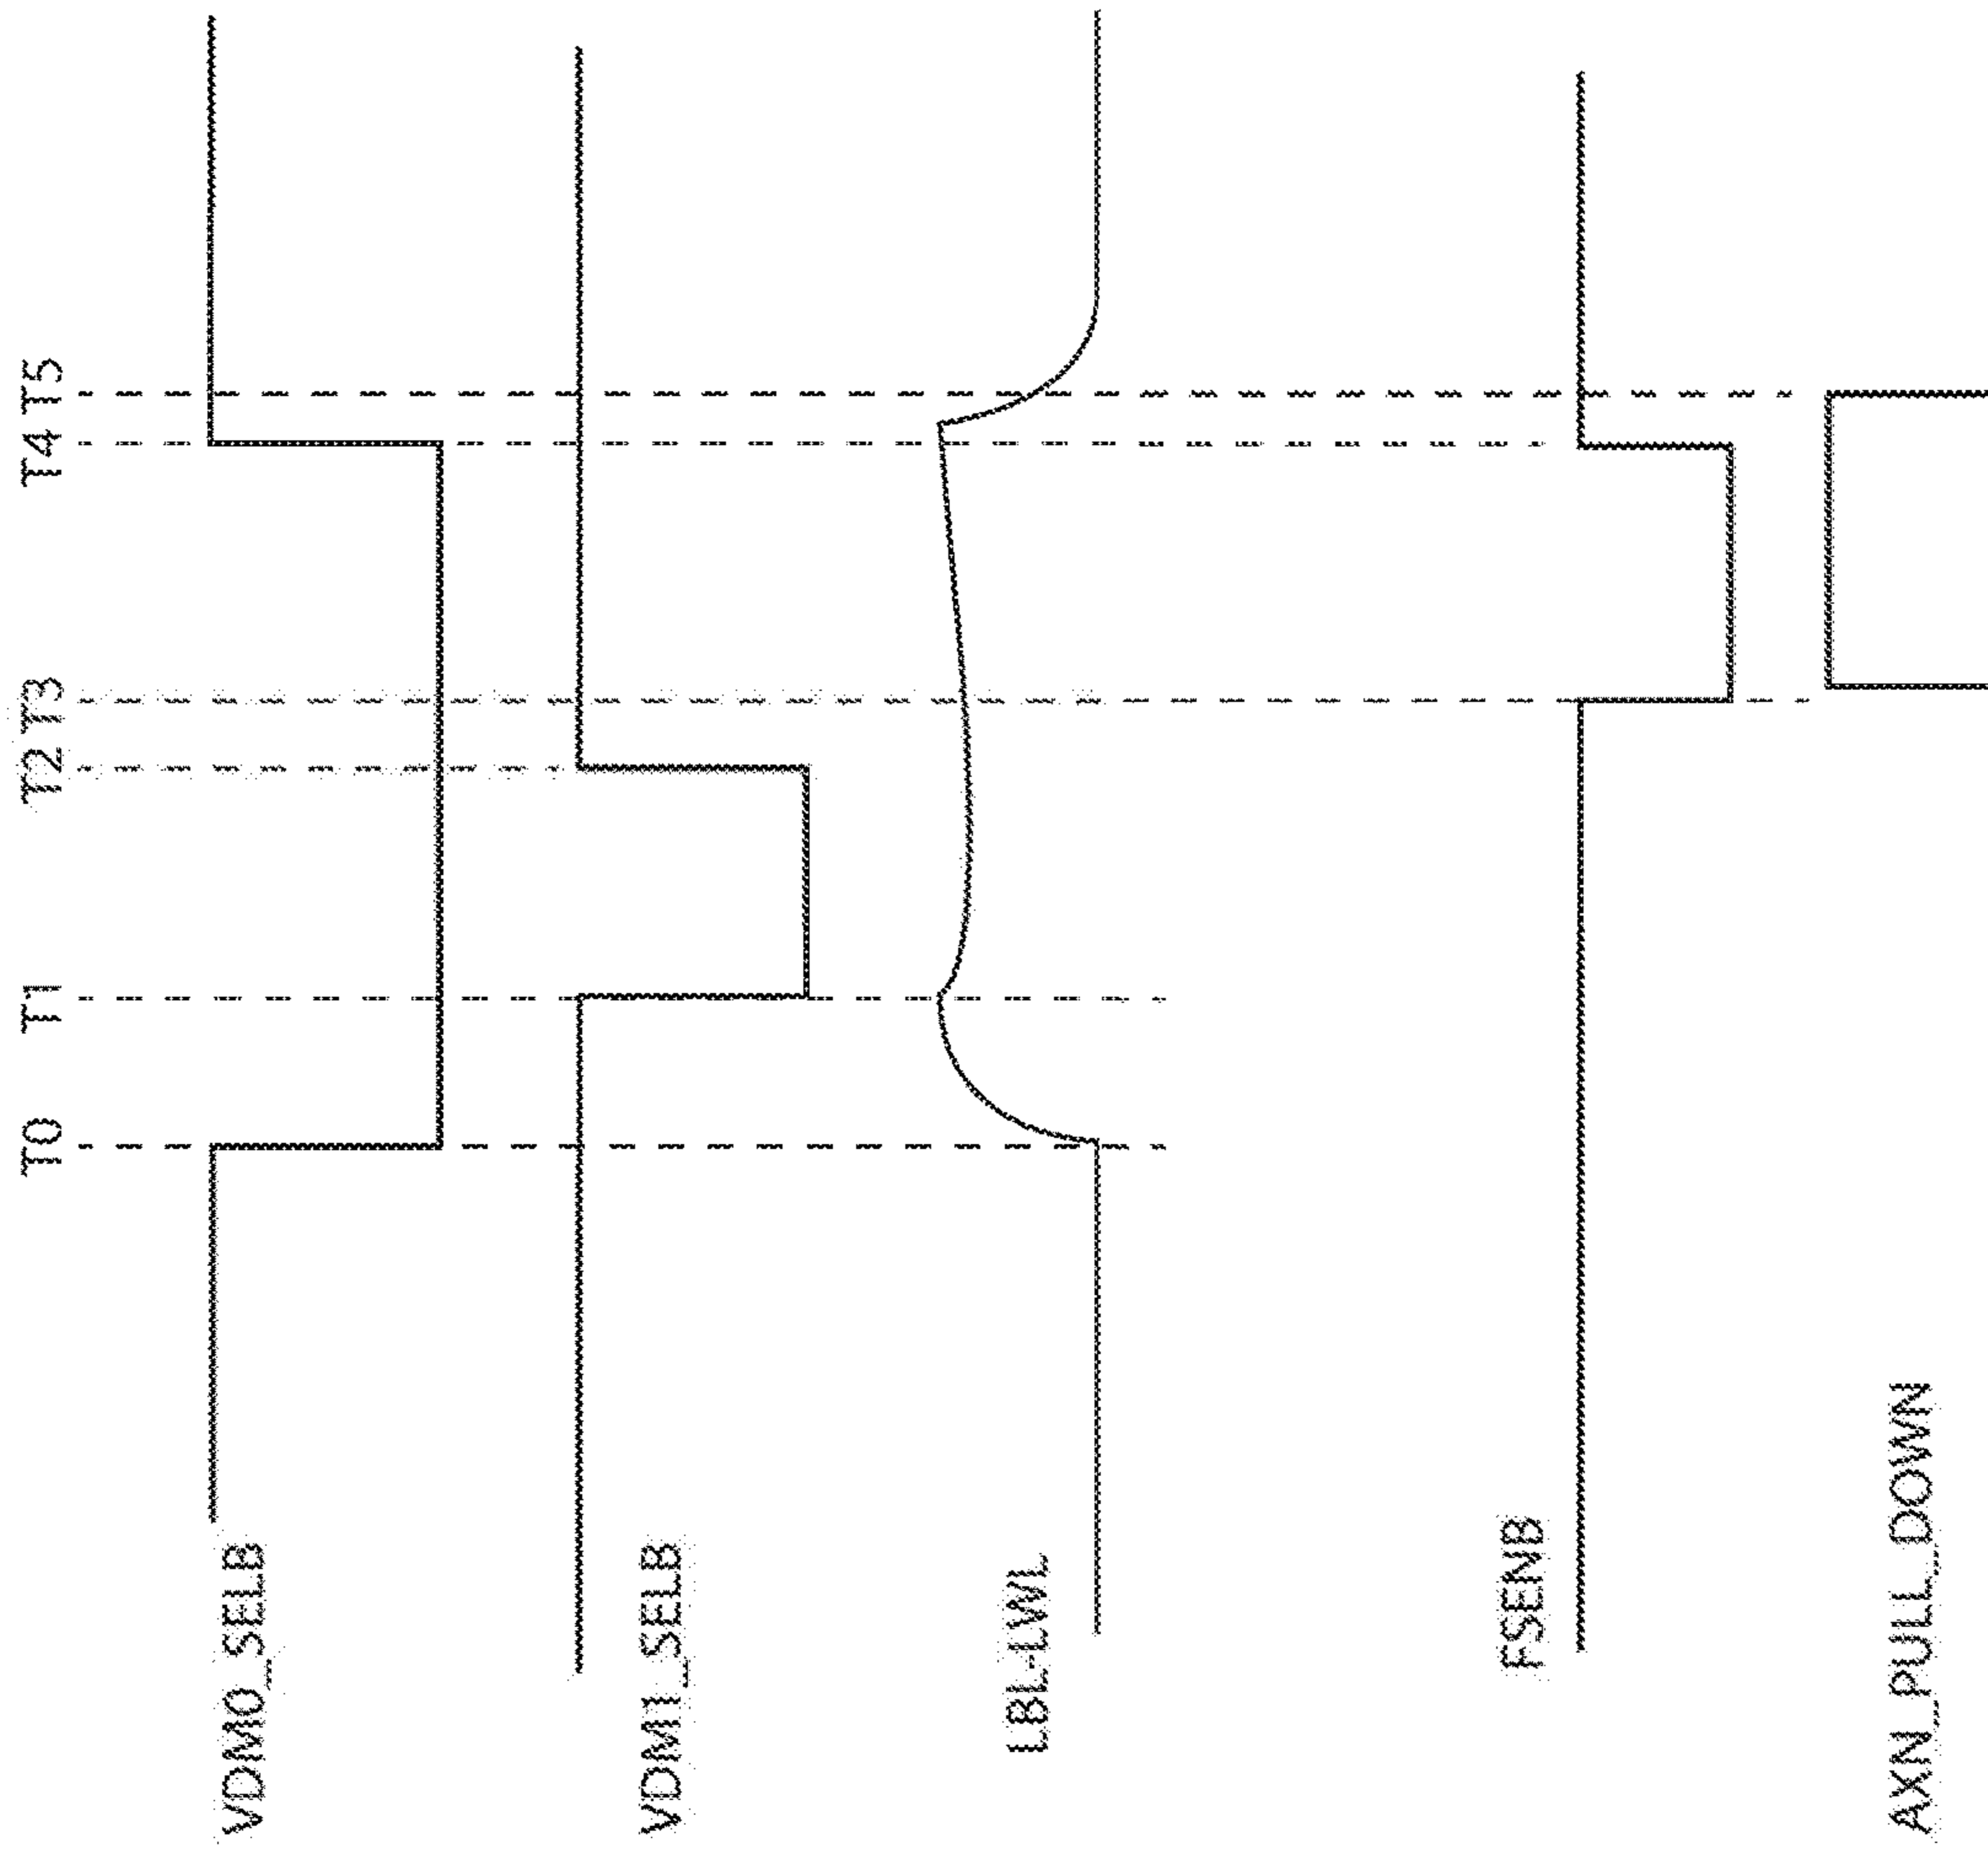 T0 T1 T2 T3 T4 T5
VDM0_SELB
VDM1_SELB
LBL-LWL
FSENB
AXN_PULL_DOWN